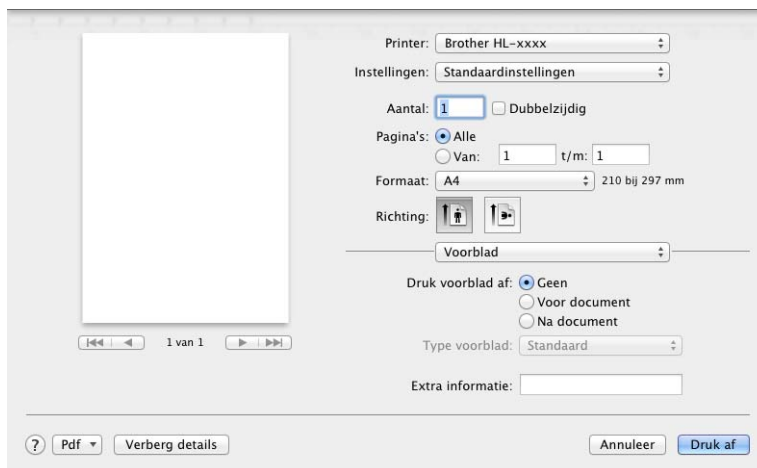 Printer: Brother HL-xxxx
Instellingen: Standaardinstellingen
Aantal: 1 Dubbelzijdig
Pagina's: Alle
Van: 1 t/m: 1
Formaat: A4 210 bij 297 mm
Richting:
Voorblad
Druk voorblad af: Geen
Voor document
Na document
1 van 1
Type voorblad: Standaard
Extra informatie:
? Pdf Verberg details Annuleer Druk af